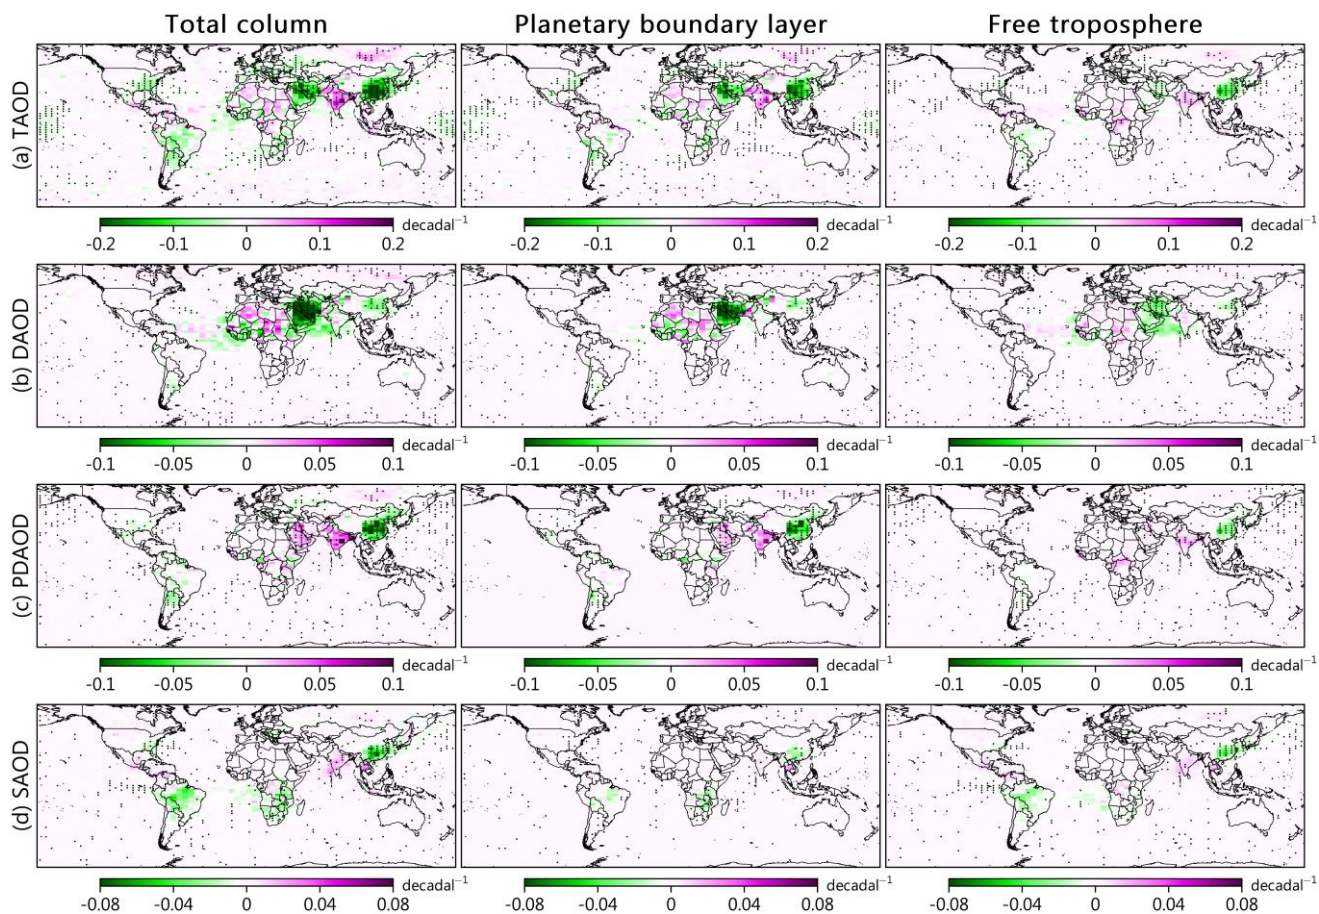 Total column Planetary boundary layer Free troposphere
(a) TAOD
decadal⁻¹ decadal⁻¹ decadal⁻¹
-0.2 -0.1 0 0.1 0.2 -0.2 -0.1 0 0.1 0.2 -0.2 -0.1 0 0.1 0.2
(b) DAOD
decadal⁻¹ decadal⁻¹ decadal⁻¹
-0.1 -0.05 0 0.05 0.1 -0.1 -0.05 0 0.05 0.1 -0.1 -0.05 0 0.05 0.1
(c) PDAOD
decadal⁻¹ decadal⁻¹ decadal⁻¹
-0.1 -0.05 0 0.05 0.1 -0.1 -0.05 0 0.05 0.1 -0.1 -0.05 0 0.05 0.1
(d) SAOD
decadal⁻¹ decadal⁻¹ decadal⁻¹
-0.08 -0.04 0 0.04 0.08 -0.08 -0.04 0 0.04 0.08 -0.08 -0.04 0 0.04 0.08